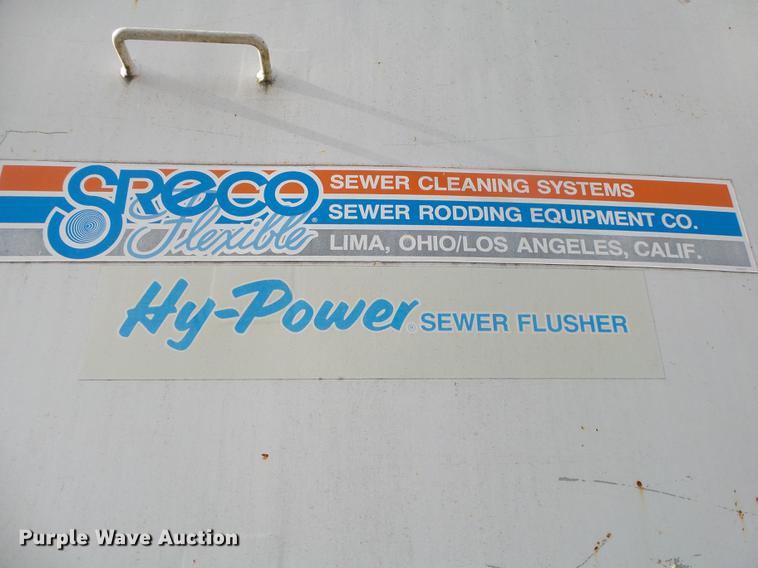 SRECO SEWER CLEANING SYSTEMS
& Flexible ® SEWER RODDING EQUIPMENT CO.
LIMA, OHIO/LOS ANGELES, CALIF.
Hy-Power ® SEWER FLUSHER
Purple Wave Auction